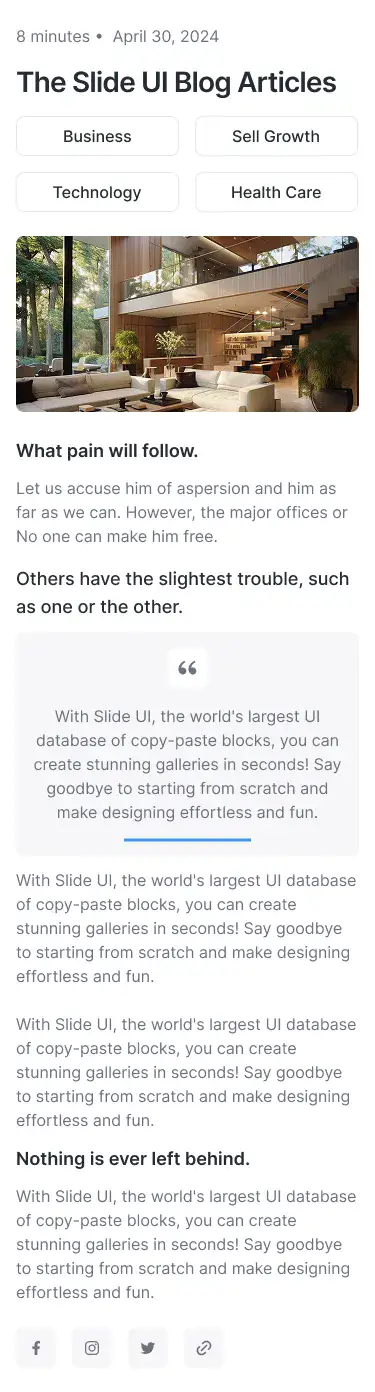 8 minutes • April 30, 2024
The Slide UI Blog Articles
Business
Sell Growth
Technology
Health Care
What pain will follow.
Let us accuse him of aspersion and him as
far as we can. However, the major offices or
No one can make him free.
Others have the slightest trouble, such
as one or the other.
“
With Slide UI, the world's largest UI
database of copy-paste blocks, you can
create stunning galleries in seconds! Say
goodbye to starting from scratch and
make designing effortless and fun.
With Slide UI, the world's largest UI database
of copy-paste blocks, you can create
stunning galleries in seconds! Say goodbye
to starting from scratch and make designing
effortless and fun.
With Slide UI, the world's largest UI database
of copy-paste blocks, you can create
stunning galleries in seconds! Say goodbye
to starting from scratch and make designing
effortless and fun.
Nothing is ever left behind.
With Slide UI, the world's largest UI database
of copy-paste blocks, you can create
stunning galleries in seconds! Say goodbye
to starting from scratch and make designing
effortless and fun.